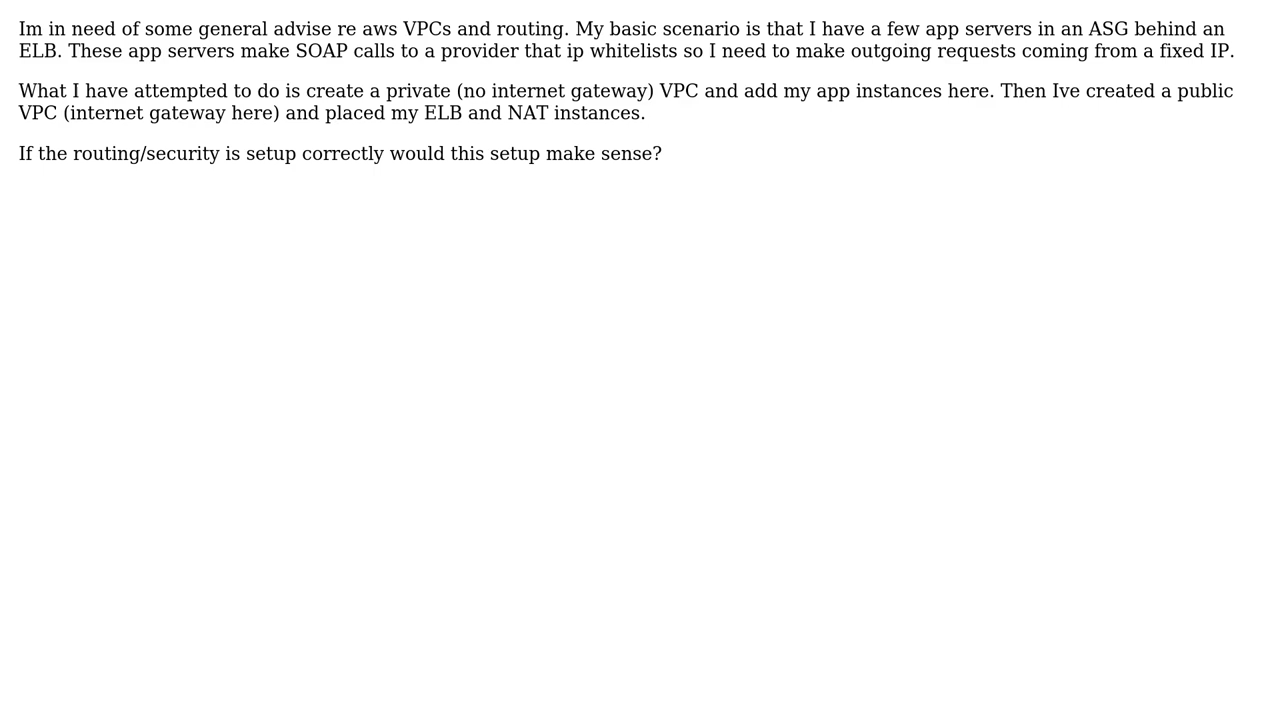 Im in need of some general advise re aws VPCs and routing. My basic scenario is that I have a few app servers in an ASG behind an
ELB. These app servers make SOAP calls to a provider that ip whitelists so I need to make outgoing requests coming from a fixed IP.
What I have attempted to do is create a private (no internet gateway) VPC and add my app instances here. Then Ive created a public
VPC (internet gateway here) and placed my ELB and NAT instances.
If the routing/security is setup correctly would this setup make sense?